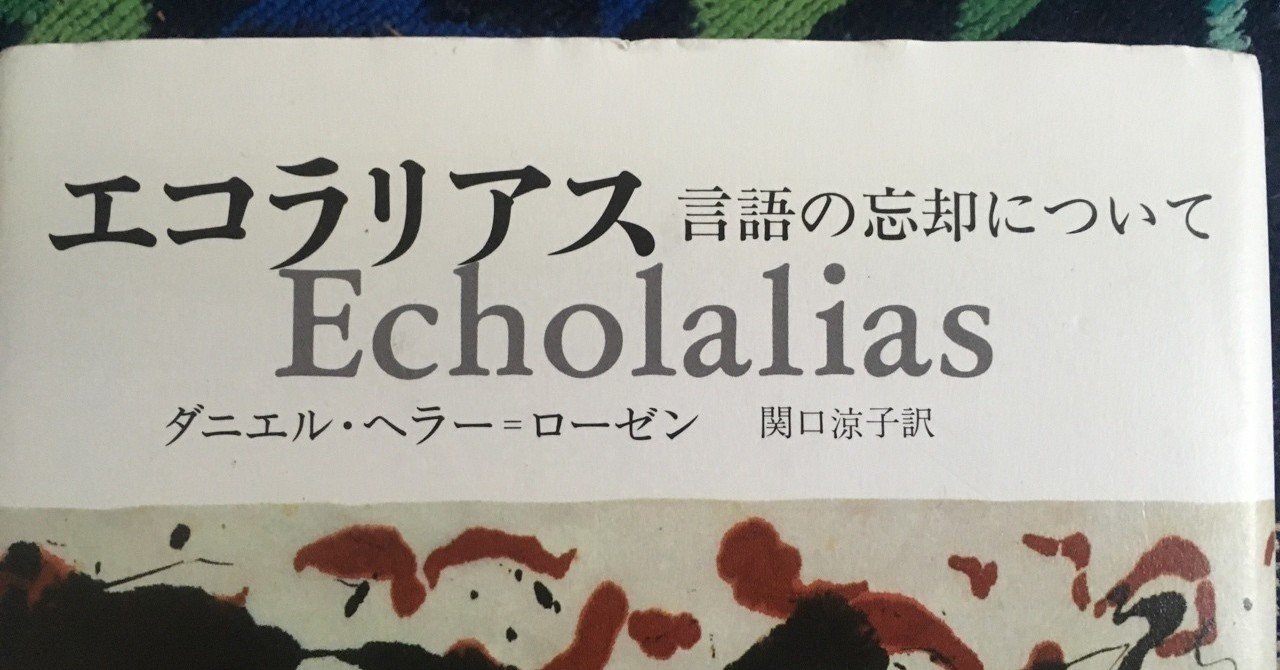 エコラリアス 言語の忘却について
Echolalias
ダニエル・ヘラー=ローゼン 関口涼子訳